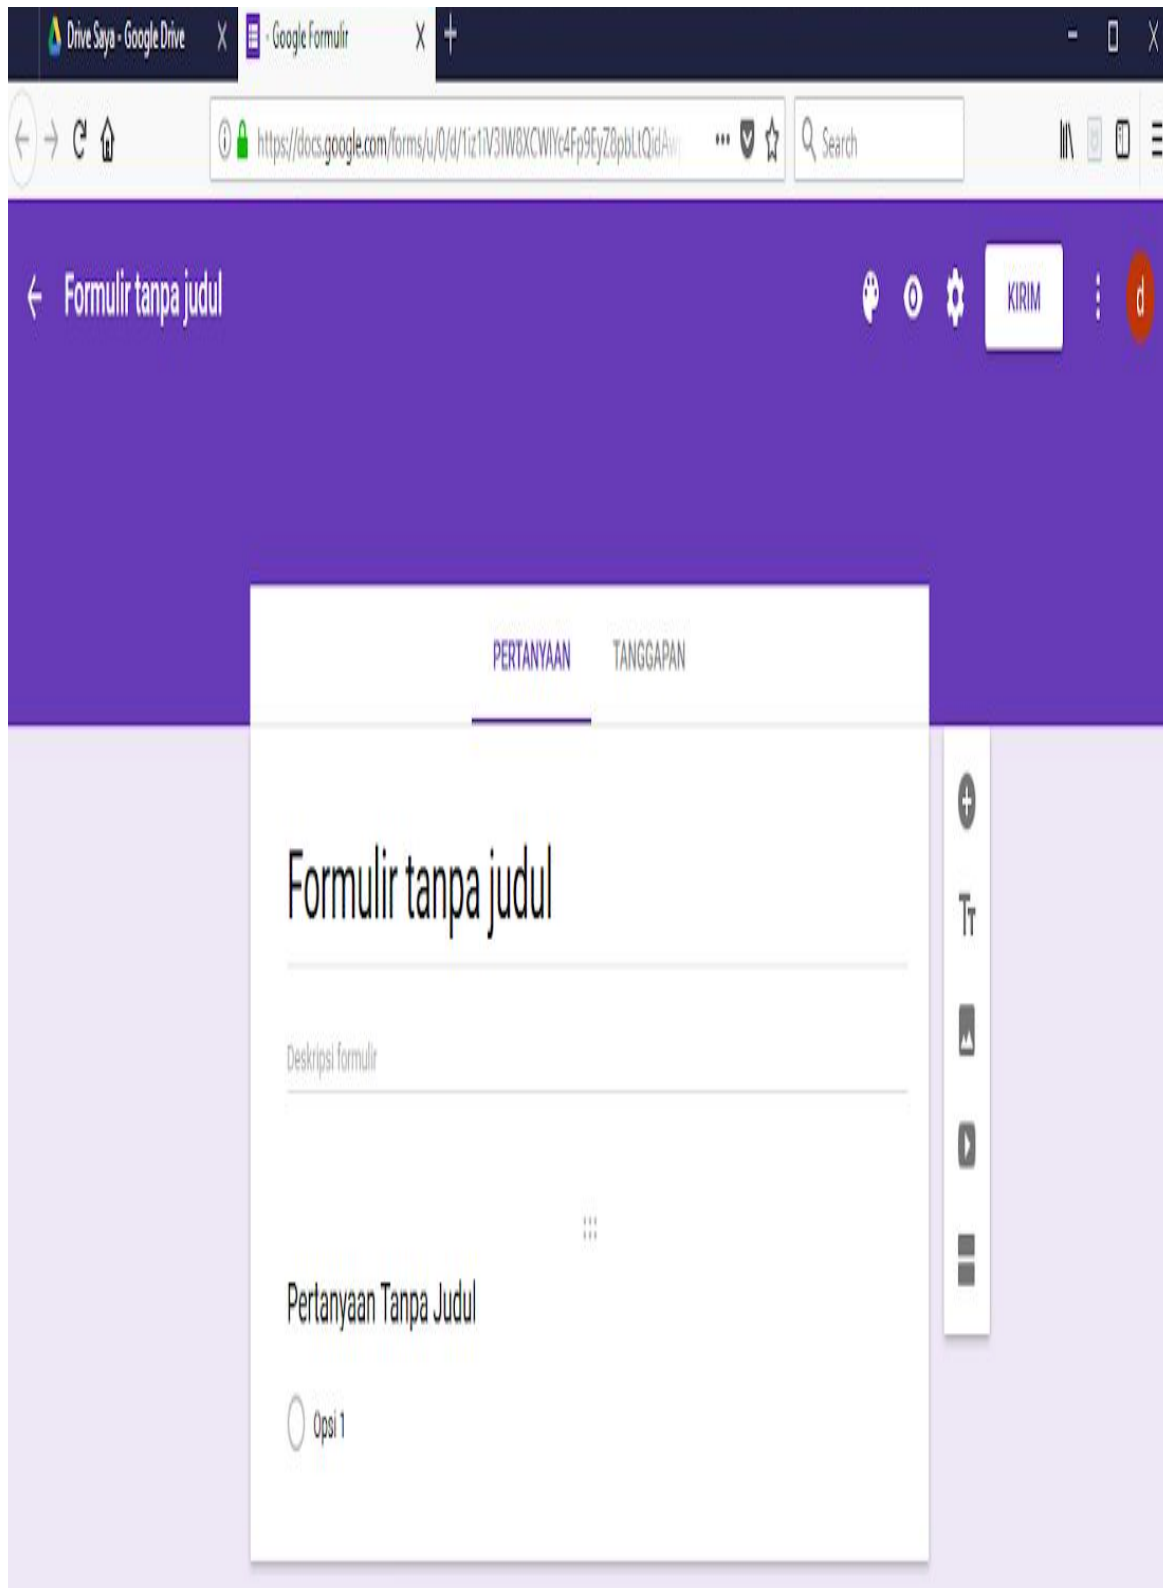 Drive Saya - Google Drive
- Google Formulir
Search
Formulir tanpa judul
KIRIM
d
PERTANYAAN TANGGAPAN
Formulir tanpa judul
Deskripsi formulir
Pertanyaan Tanpa Judul
Opsi 1